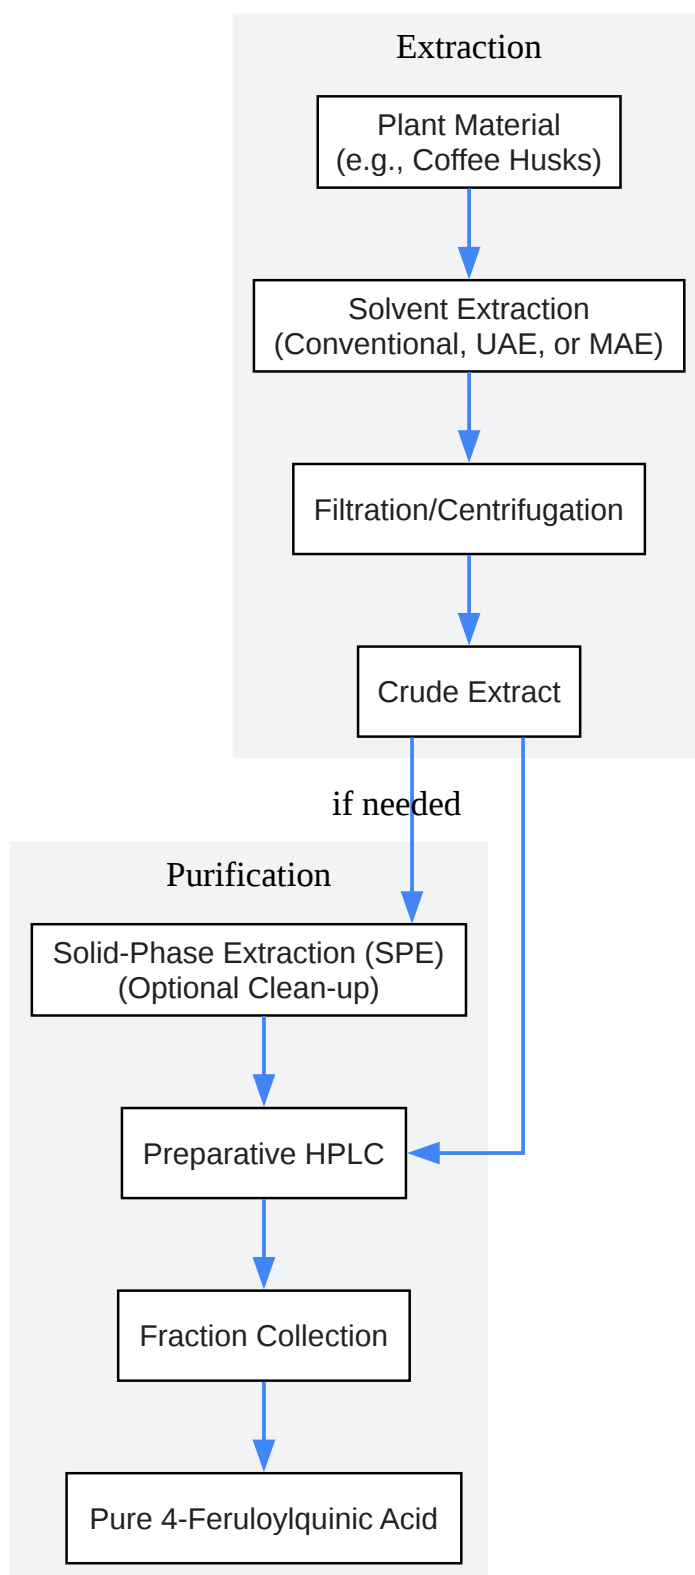 Extraction
Plant Material
(e.g., Coffee Husks)
Solvent Extraction
(Conventional, UAE, or MAE)
Filtration/Centrifugation
Crude Extract
if needed
Purification
Solid-Phase Extraction (SPE)
(Optional Clean-up)
Preparative HPLC
Fraction Collection
Pure 4-Feruloylquinic Acid